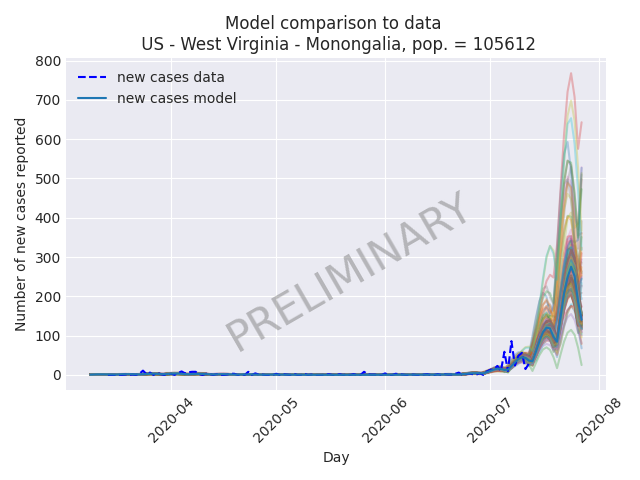 Model comparison to data
US - West Virginia - Monongalia, pop. = 105612
new cases data
new cases model
Number of new cases reported
800
700
600
500
400
300
200
100
0
PRELIMINARY
2020-04
2020-05
2020-06
2020-07
2020-08
Day